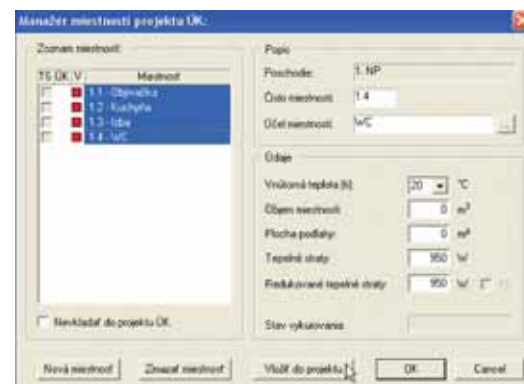 Manažér miestností projektu ÚK:
Zoznam miestností:
TS ÚK V Miestnosť
1.1 - Obývačka
1.2 - Kuchyňa
1.3 - Izba
1.4 - WC
Nevkladať do projektu ÚK
Nová miestnosť
Zmazať miestnosť
Popis
Poschodie: 1. NP
Číslo miestnosti: 1.4
Účel miestnosti: WC ...
Údaje
Vnútorná teplota [ti]: 20 °C
Objem miestnosti: 0 m³
Plocha podlahy: 0 m²
Tepelné straty: 950 W
Redukované tepelné straty: 950 W
Stav vykurovania:
Vložiť do projektu
OK
Cancel